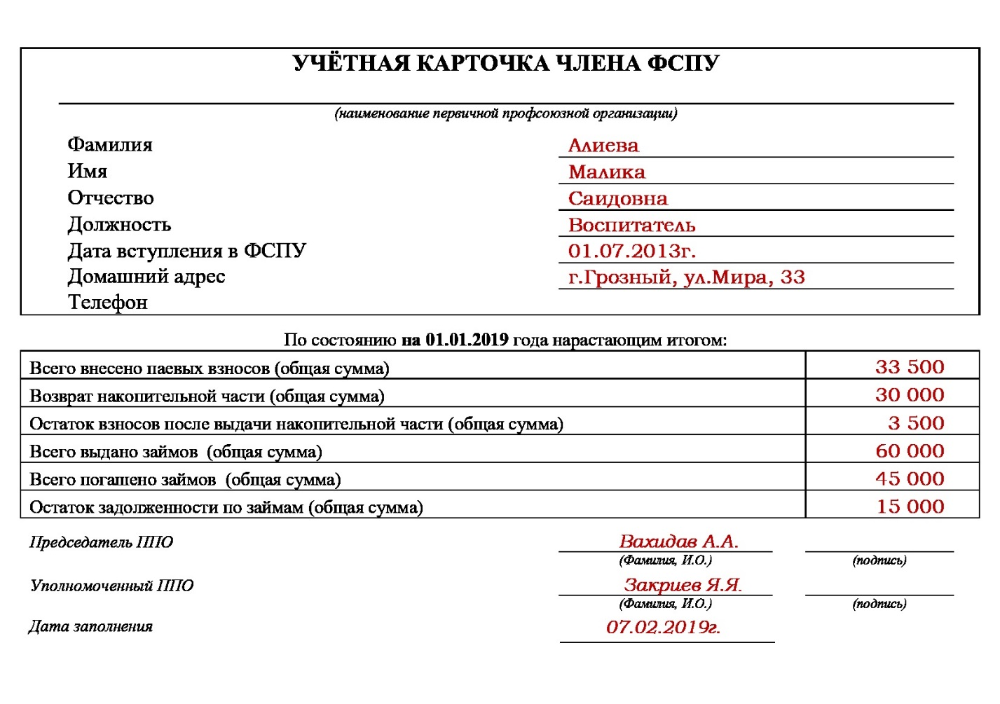 УЧЁТНАЯ КАРТОЧКА ЧЛЕНА ФСПУ
(наименование первичной профсоюзной организации)
Фамилия Алиева
Имя Малика
Отчество Саидовна
Должность Воспитатель
Дата вступления в ФСПУ 01.07.2013г.
Домашний адрес г.Грозный, ул.Мира, 33
Телефон
По состоянию на 01.01.2019 года нарастающим итогом:
Всего внесено паевых взносов (общая сумма) 33 500
Возврат накопительной части (общая сумма) 30 000
Остаток взносов после выдачи накопительной части (общая сумма) 3 500
Всего выдано займов (общая сумма) 60 000
Всего погашено займов (общая сумма) 45 000
Остаток задолженности по займам (общая сумма) 15 000
Председатель ППО Вахидав А.А.
(Фамилия, И.О.) (подпись)
Уполномоченный ППО Закриев Я.Я.
(Фамилия, И.О.) (подпись)
Дата заполнения 07.02.2019г.